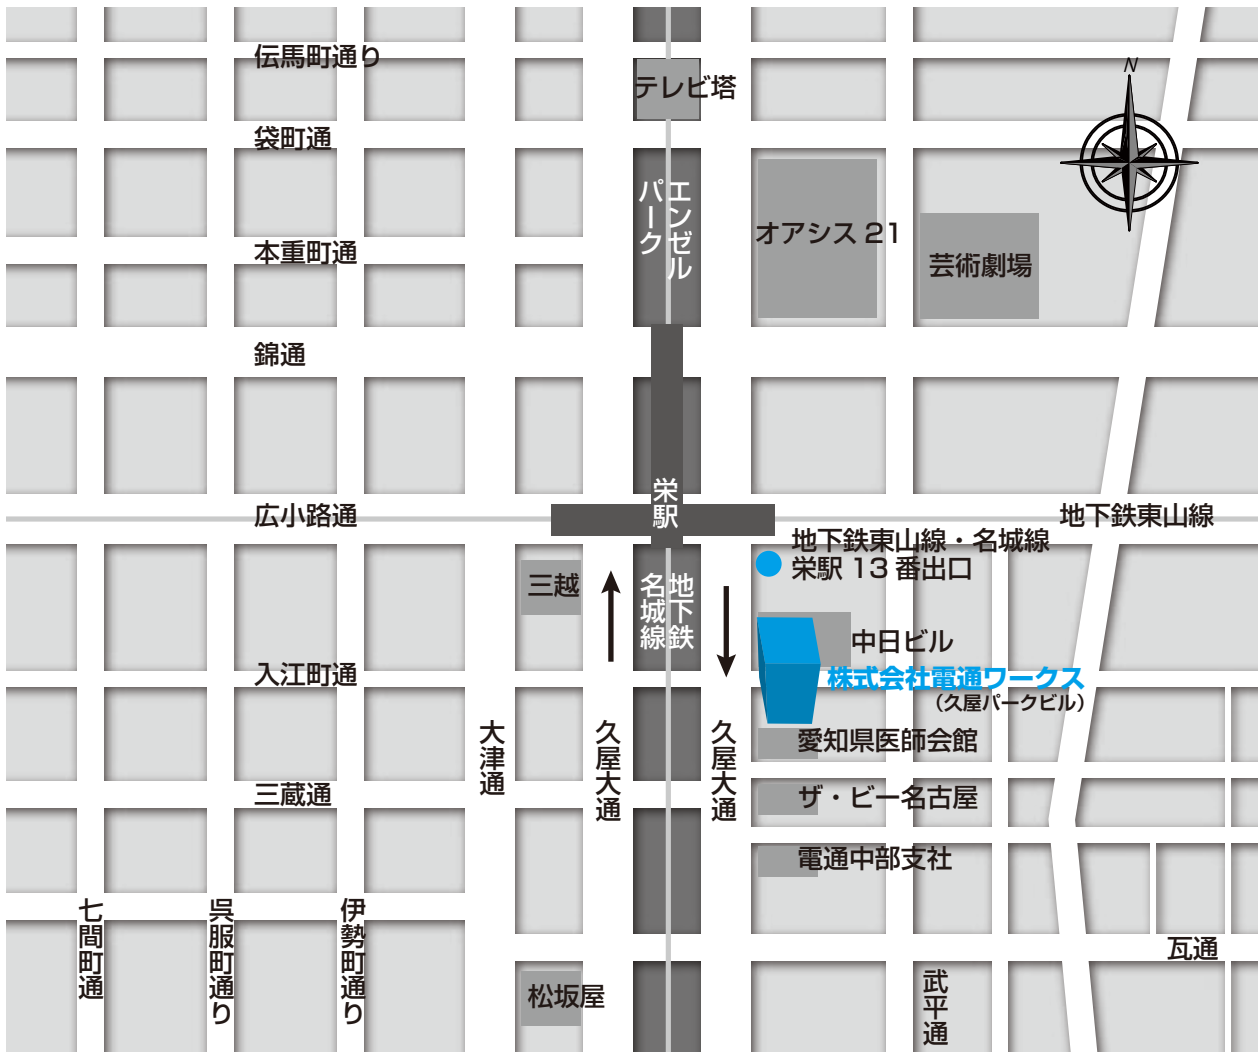 伝馬町通り
N
テレビ塔
袋町通
エンゼル
パーク
オアシス 21
本重町通
芸術劇場
錦通
栄駅
広小路通
地下鉄東山線
地下鉄東山線・名城線
栄駅 13 番出口
三越
地下鉄
名城線
中日ビル
入江町通
株式会社電通ワークス
（久屋パークビル）
大津通
久屋大通
久屋大通
愛知県医師会館
三蔵通
ザ・ビー名古屋
電通中部支社
七間町通
呉服町通り
伊勢町通り
瓦通
松坂屋
武平通